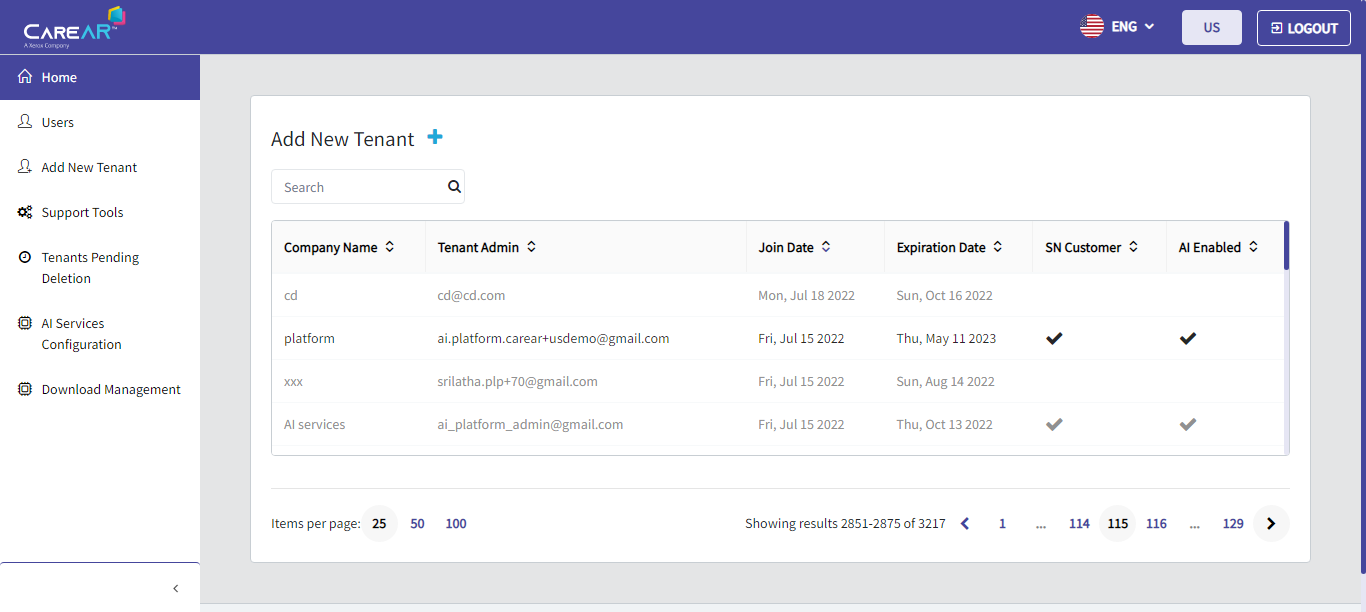 CAREAR™
A Xerox Company
ENG
US
LOGOUT
Home
Users
Add New Tenant
Support Tools
Tenants Pending
Deletion
AI Services
Configuration
Download Management
Add New Tenant
Search
Company Name Tenant Admin Join Date Expiration Date SN Customer AI Enabled
cd cd@cd.com Mon, Jul 18 2022 Sun, Oct 16 2022
platform ai.platform.carear+usdemo@gmail.com Fri, Jul 15 2022 Thu, May 11 2023
xxx srilatha.plp+70@gmail.com Fri, Jul 15 2022 Sun, Aug 14 2022
AI services ai_platform_admin@gmail.com Fri, Jul 15 2022 Thu, Oct 13 2022
Items per page: 25 50 100 Showing results 2851-2875 of 3217 1 ... 114 115 116 ... 129